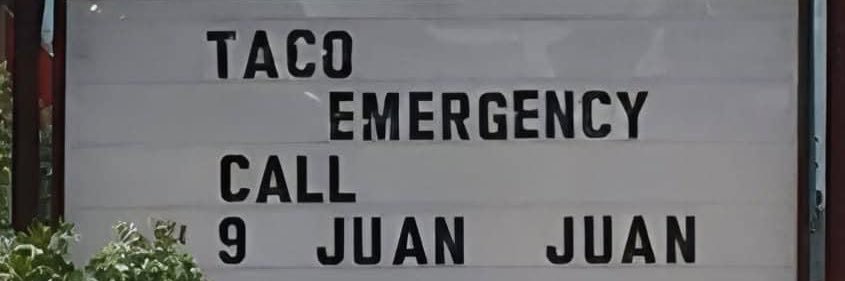 TACO
EMERGENCY
CALL
9 JUAN JUAN